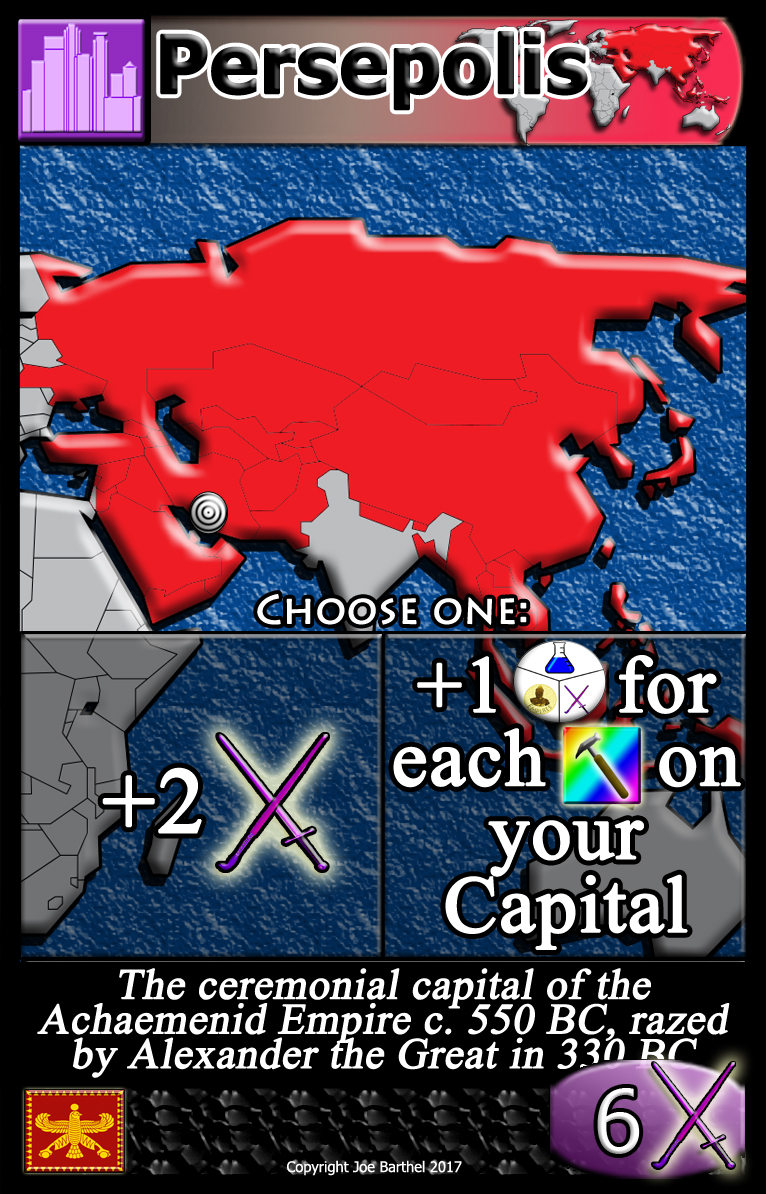 Persepolis
Choose one:
+2
+1 for
each on
your
Capital
The ceremonial capital of the
Achaemenid Empire c. 550 BC, razed
by Alexander the Great in 330 BC
6
Copyright Joe Barthel 2017